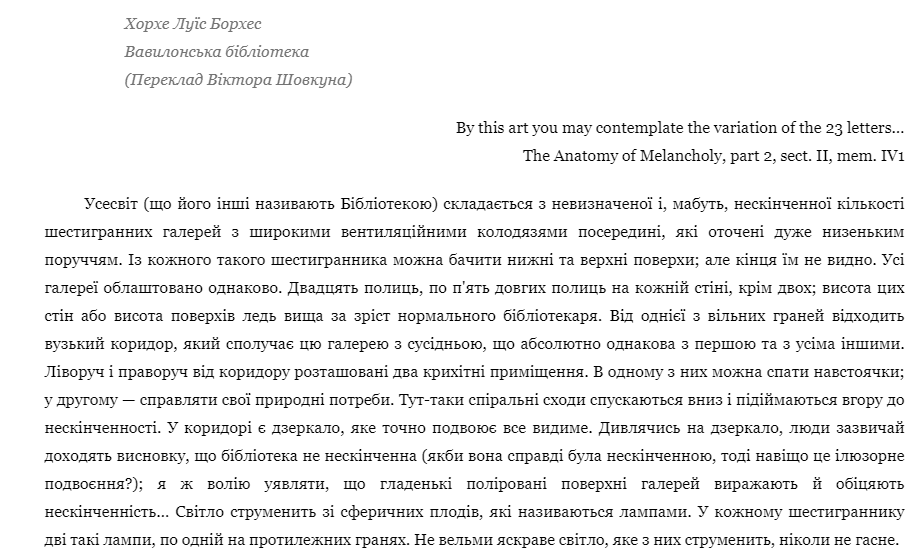 Хорхе Луїс Борхес
Вавилонська бібліотека
(Переклад Віктора Шовкуна)
By this art you may contemplate the variation of the 23 letters...
The Anatomy of Melancholy, part 2, sect. II, mem. IV1
Усесвіт (що його інші називають Бібліотекою) складається з невизначеної і, мабуть, нескінченної кількості
шестигранних галерей з широкими вентиляційними колодязями посередині, які оточені дуже низеньким
поруччям. Із кожного такого шестигранника можна бачити нижні та верхні поверхи; але кінця їм не видно. Усі
галереї облаштовано однаково. Двадцять полиць, по п'ять довгих полиць на кожній стіні, крім двох; висота цих
стін або висота поверхів ледь вища за зріст нормального бібліотекаря. Від однієї з вільних граней відходить
вузький коридор, який сполучає цю галерею з сусідньою, що абсолютно однакова з першою та з усіма іншими.
Ліворуч і праворуч від коридору розташовані два крихітні приміщення. В одному з них можна спати навстоячки;
у другому — справляти свої природні потреби. Тут-таки спіральні сходи спускаються вниз і підіймаються вгору до
нескінченності. У коридорі є дзеркало, яке точно подвоює все видиме. Дивлячись на дзеркало, люди зазвичай
доходять висновку, що бібліотека не нескінченна (якби вона справді була нескінченною, тоді навіщо це ілюзорне
подвоєння?); я ж волію уявляти, що гладенькі поліровані поверхні галерей виражають й обіцяють
нескінченність... Світло струменить зі сферичних плодів, які називаються лампами. У кожному шестиграннику
дві такі лампи, по одній на протилежних гранях. Не вельми яскраве світло, яке з них струменить, ніколи не гасне.